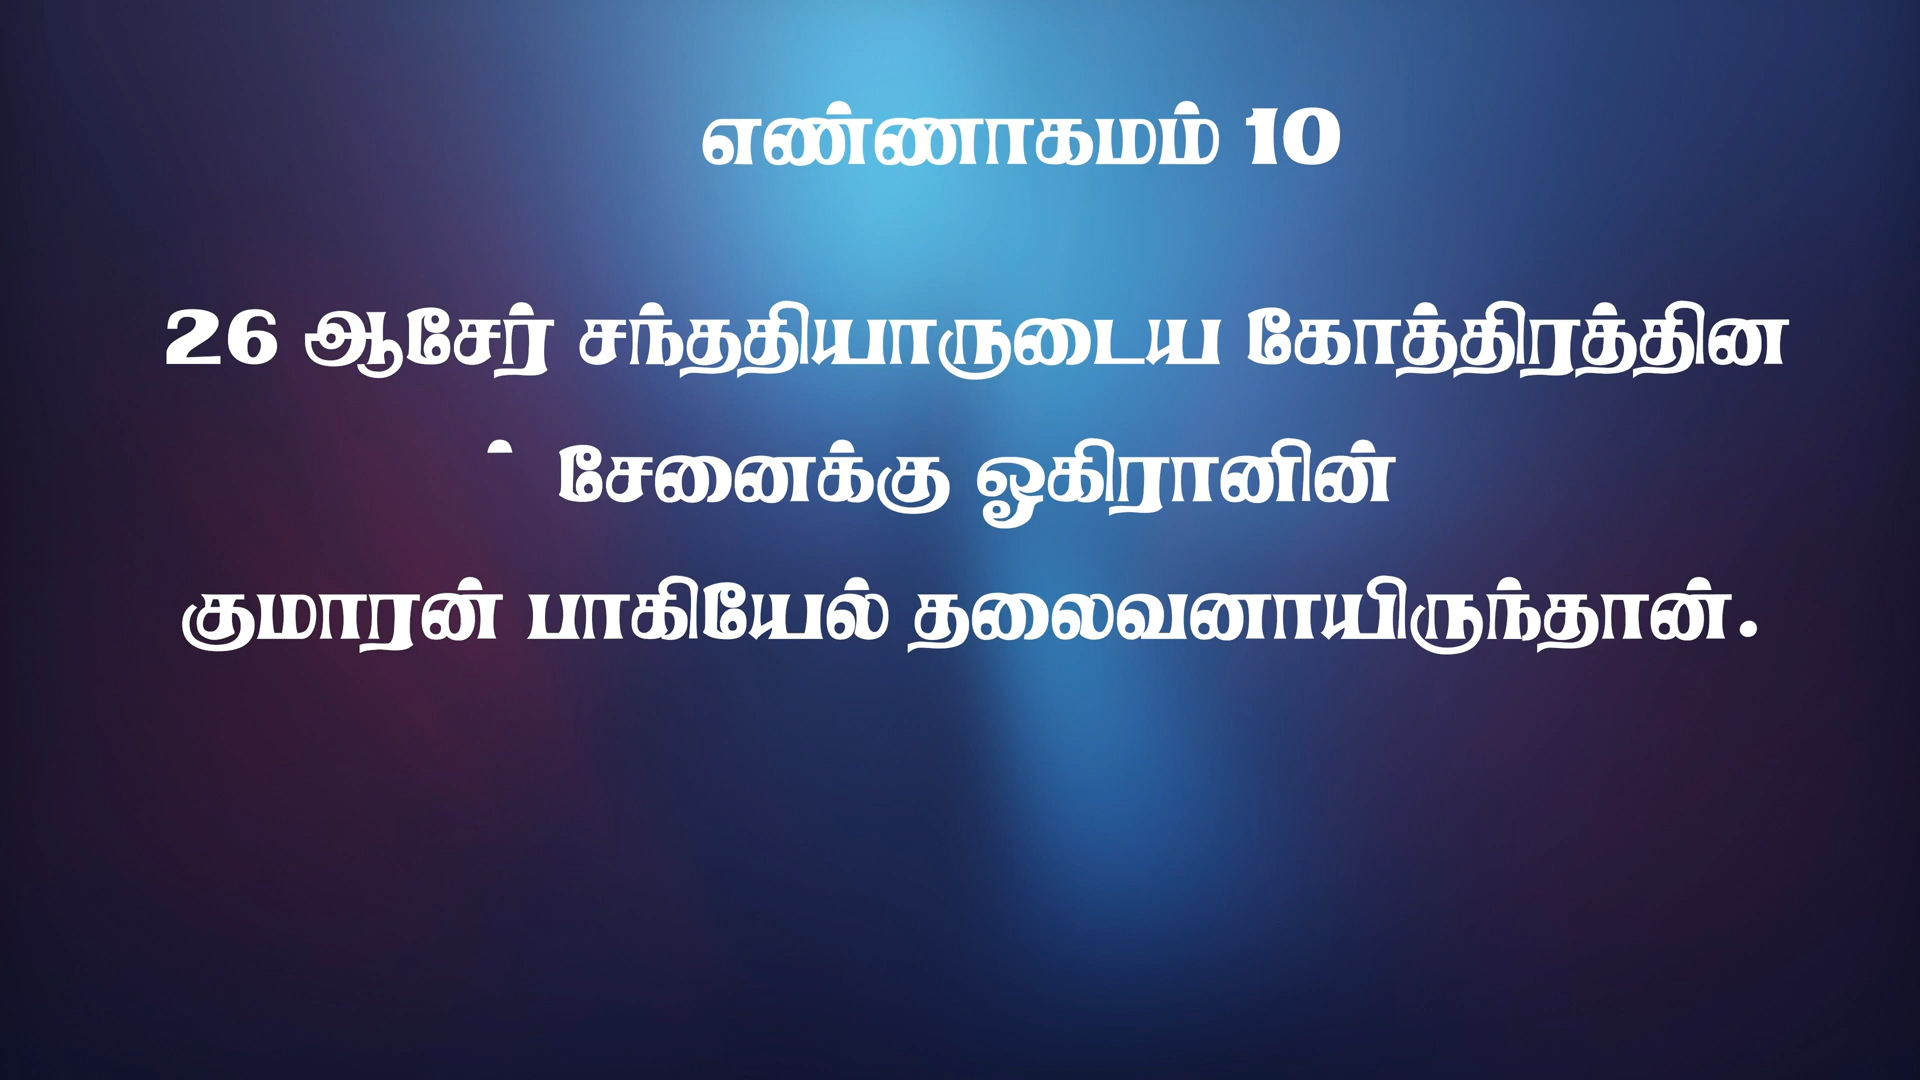 எண்ணாகமம் 10
26 ஆசேர் சந்ததியாருடைய கோத்திரத்தின
் சேனைக்கு ஓகிரானின்
குமாரன் பாகியேல் தலைவனாயிருந்தான்.